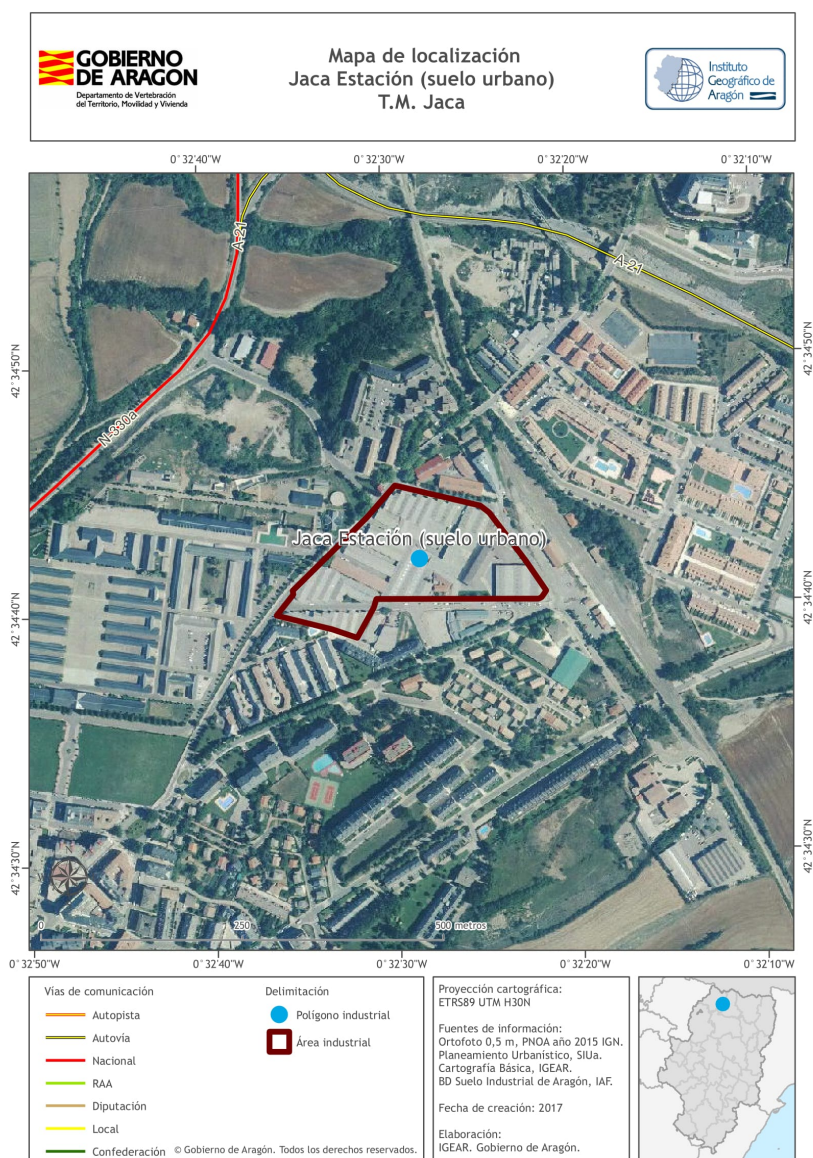 GOBIERNO
DE ARAGON
Departamento de Vertebración
del Territorio, Movilidad y Vivienda
Mapa de localización
Jaca Estación (suelo urbano)
T.M. Jaca
Instituto
Geográfico de
Aragón
0°32'40"W 0°32'30"W 0°32'20"W 0°32'10"W
A-21
A-21
42°34'50"N
42°34'50"N
N-330a
Jaca Estación (suelo urbano)
42°34'40"N
42°34'40"N
42°34'30"N
42°34'30"N
0 250 500 metros
0°32'50"W 0°32'40"W 0°32'30"W 0°32'20"W 0°32'10"W
Vías de comunicación
Autopista
Autovía
Nacional
RAA
Diputación
Local
Confederación
Delimitación
Polígono industrial
Área industrial
© Gobierno de Aragón. Todos los derechos reservados.
Proyección cartográfica:
ETRS89 UTM H30N
Fuentes de información:
Ortofoto 0,5 m, PNOA año 2015 IGN.
Planeamiento Urbanístico, SIUa.
Cartografía Básica, IGEAR.
BD Suelo Industrial de Aragón, IAF.
Fecha de creación: 2017
Elaboración:
IGEAR. Gobierno de Aragón.